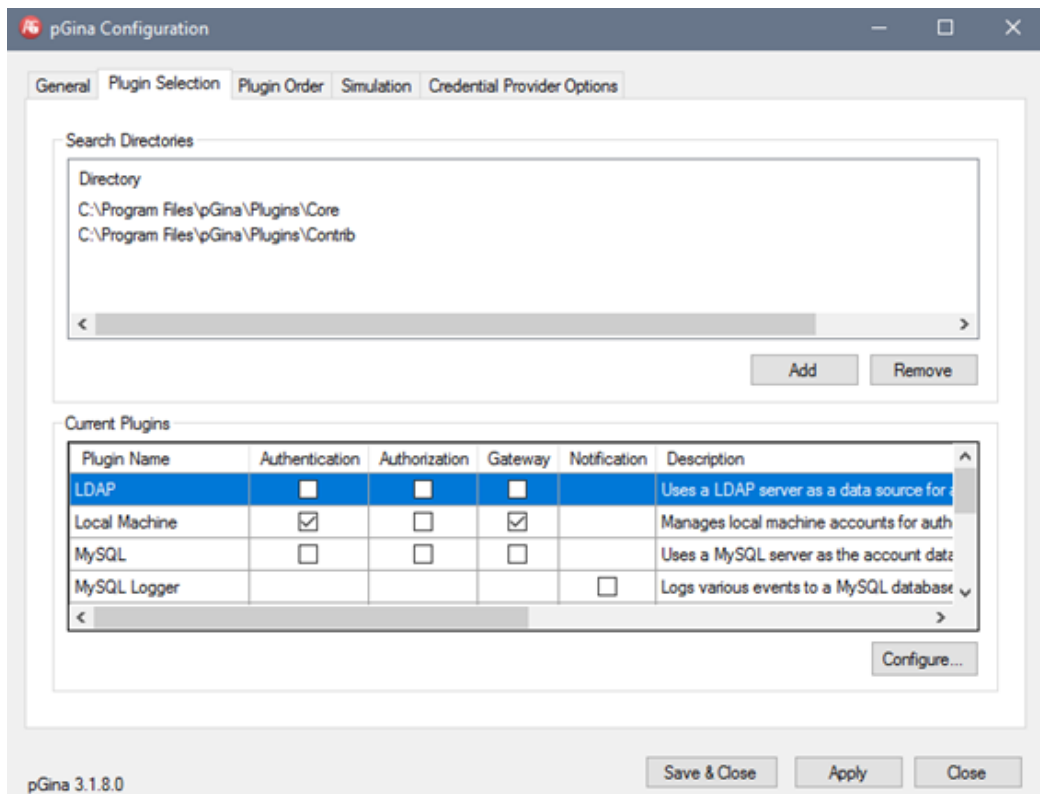 pGina Configuration
General Plugin Selection Plugin Order Simulation Credential Provider Options
Search Directories
Directory
C:\Program Files\pGina\Plugins\Core
C:\Program Files\pGina\Plugins\Contrib
Add Remove
Current Plugins
Plugin Name Authentication Authorization Gateway Notification Description
LDAP Uses a LDAP server as a data source for a
Local Machine Manages local machine accounts for auth
MySQL Uses a MySQL server as the account data
MySQL Logger Logs various events to a MySQL database
Configure...
pGina 3.1.8.0 Save & Close Apply Close